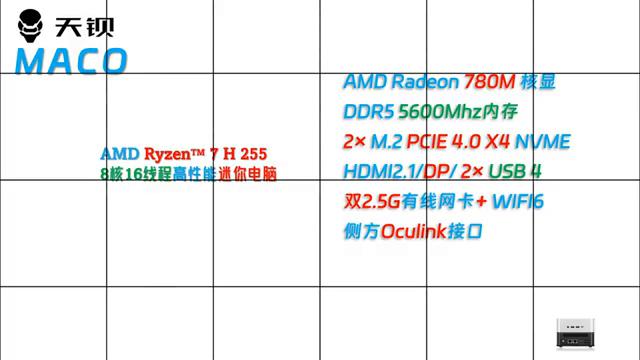 天钡
MACO
AMD Ryzen™ 7 H 255
8核16线程高性能迷你电脑
AMD Radeon 780M 核显
DDR5 5600Mhz内存
2× M.2 PCIE 4.0 X4 NVME
HDMI2.1/DP/ 2× USB 4
双2.5G有线网卡+ WIFI6
侧方Oculink接口